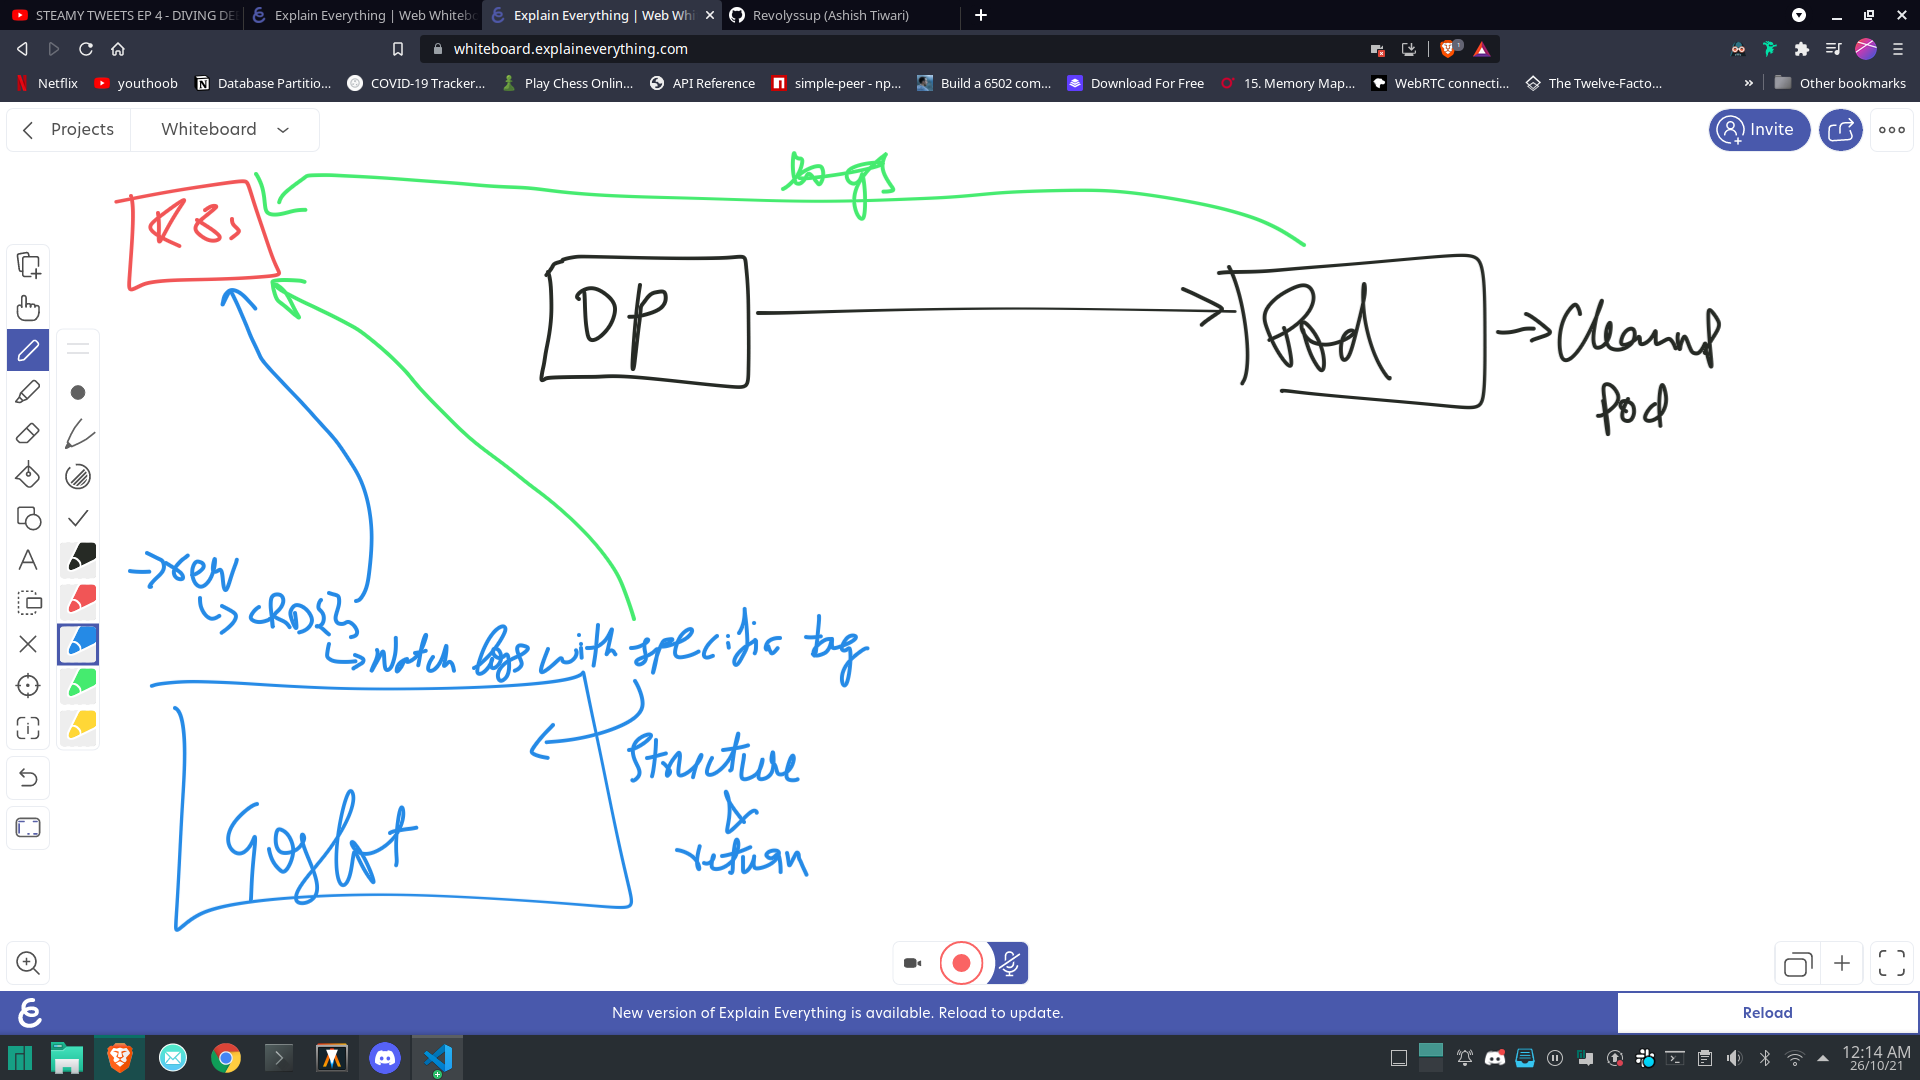 STEAMY TWEETS EP 4 - DIVING DE
Explain Everything | Web Whitebo
Explain Everything | Web Whi
Revolyssup (Ashish Tiwari)
whiteboard.explaineverything.com
1
Netflix
youthoob
Database Partitio...
COVID-19 Tracker...
Play Chess Online...
API Reference
simple-peer - np...
Build a 6502 com...
Download For Free
15. Memory Map...
WebRTC connecti...
The Twelve-Facto...
»
Other bookmarks
Projects
Whiteboard
Invite
logs
K8s
DP
Pod
Cleanup
Pod
rev
CRDs
Watch logs with specific tag
Structure
&
return
New version of Explain Everything is available. Reload to update.
Reload
12:14 AM
26/10/21